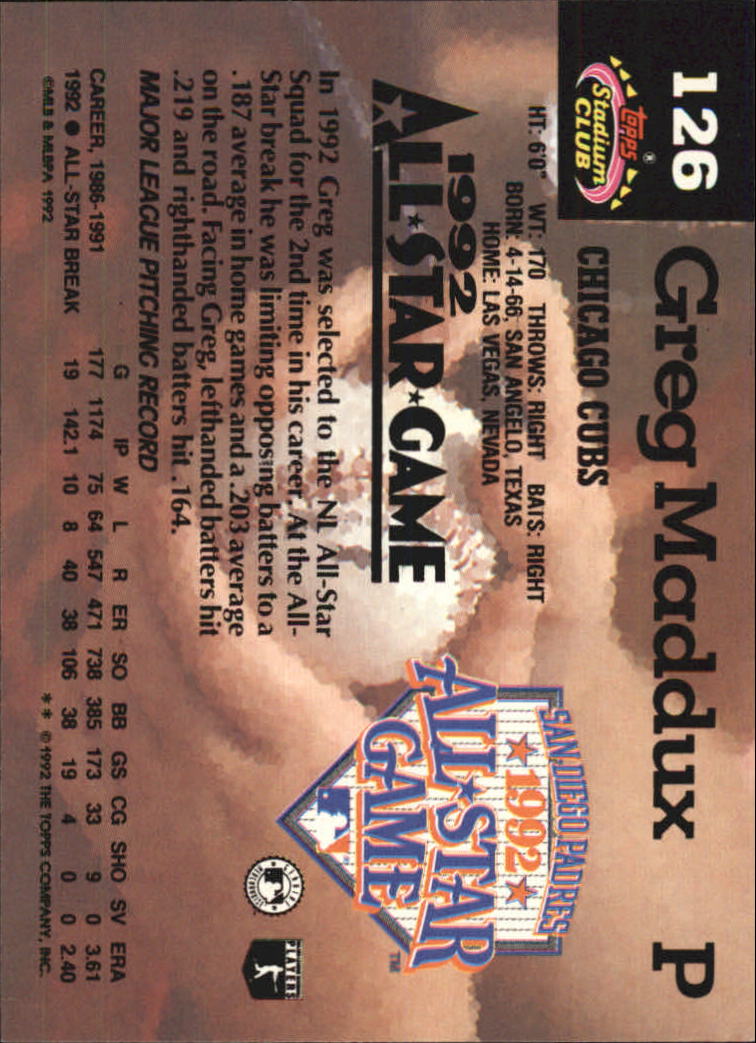 126
Greg Maddux P
TOPPS ®
Stadium
CLUB
CHICAGO CUBS
HT: 6'0" WT: 170 THROWS: RIGHT BATS: RIGHT
BORN: 4-14-66, SAN ANGELO, TEXAS
HOME: LAS VEGAS, NEVADA
1992
ALL★STAR★GAME
SAN DIEGO PADRES
★1992★
ALL★STAR
GAME
TM
In 1992 Greg was selected to the NL All-Star
Squad for the 2nd time in his career. At the All-
Star break he was limiting opposing batters to a
.187 average in home games and a .203 average
on the road. Facing Greg, lefthanded batters hit
.219 and righthanded batters hit .164.
PLAYERS
MAJOR LEAGUE PITCHING RECORD
G IP W L R ER SO BB GS CG SHO SV ERA
CAREER, 1986-1991 177 1174 75 64 547 471 738 385 173 33 9 0 3.61
1992 ● ALL-STAR BREAK 19 142.1 10 8 40 38 106 38 19 4 0 0 2.40
©MLB & MLBPA 1992 ** ©1992 THE TOPPS COMPANY, INC.